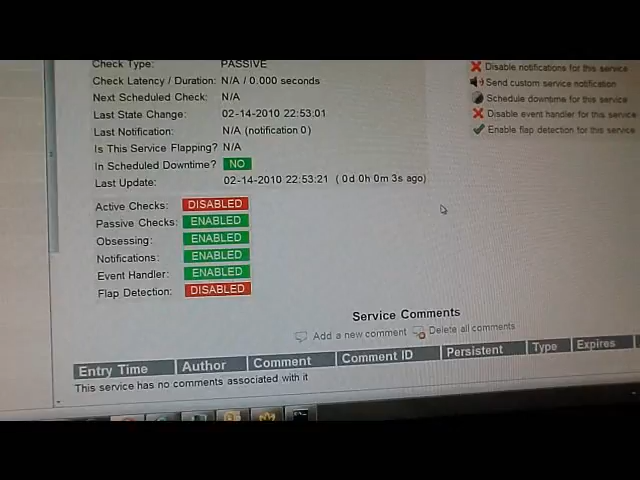 Check Type: PASSIVE
Check Latency / Duration: N/A / 0.000 seconds
Next Scheduled Check: N/A
Last State Change: 02-14-2010 22:53:01
Last Notification: N/A (notification 0)
Is This Service Flapping? N/A
In Scheduled Downtime? NO
Last Update: 02-14-2010 22:53:21 ( 0d 0h 0m 3s ago)
Active Checks: DISABLED
Passive Checks: ENABLED
Obsessing: ENABLED
Notifications: ENABLED
Event Handler: ENABLED
Flap Detection: DISABLED
Disable notifications for this service
Send custom service notification
Schedule downtime for this service
Disable event handler for this service
Enable flap detection for this service
Service Comments
Add a new comment Delete all comments
Entry Time Author Comment Comment ID Persistent Type Expires
This service has no comments associated with it